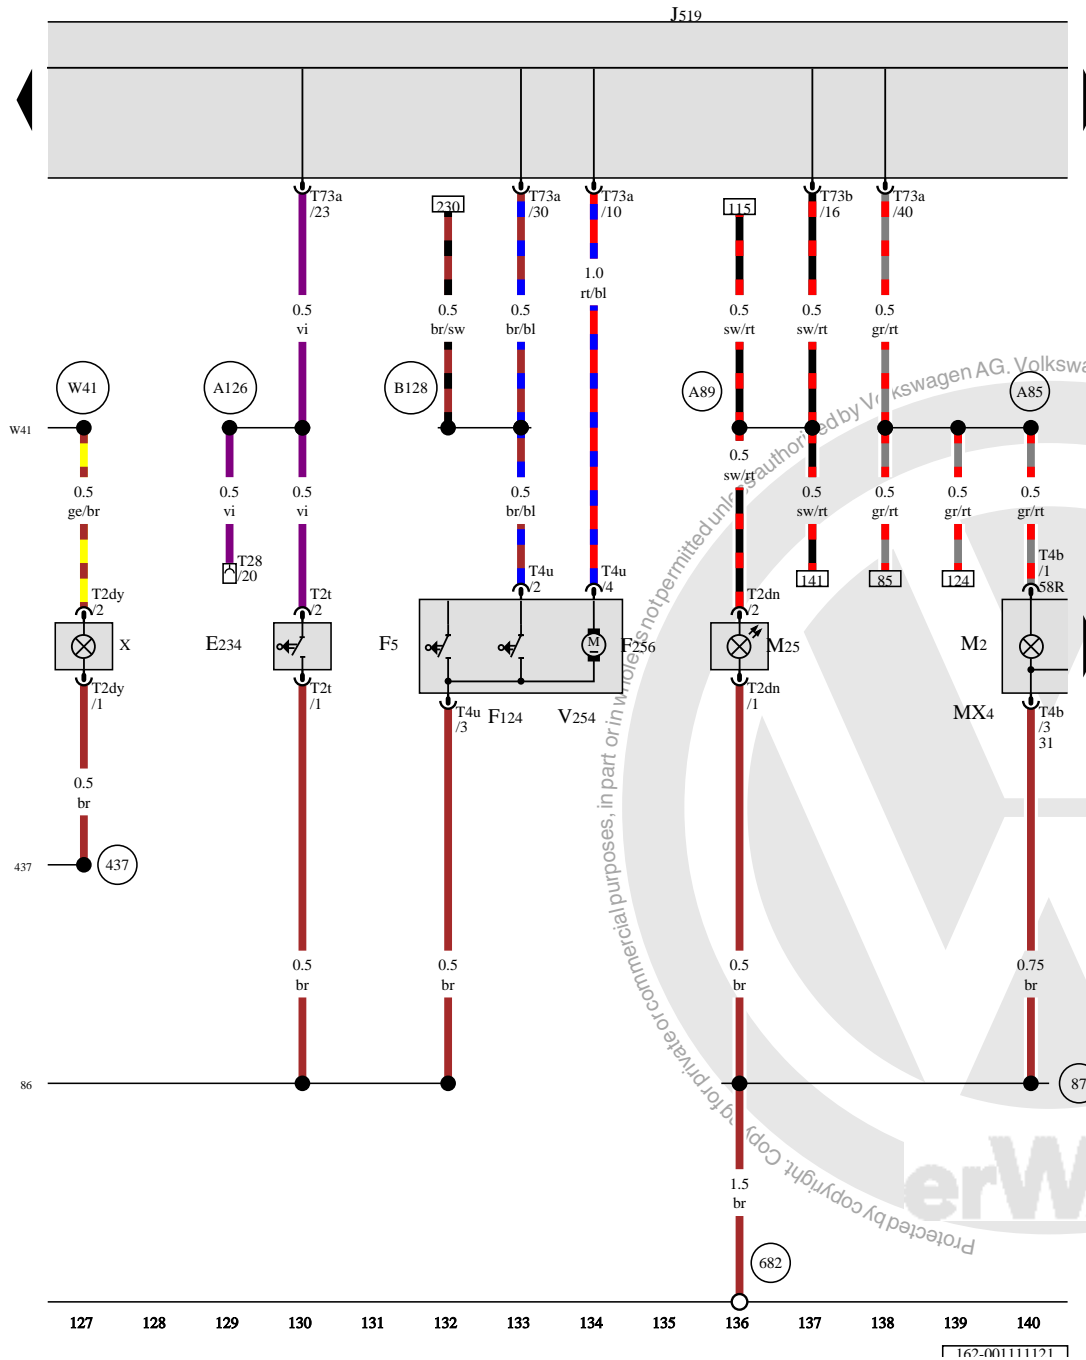 J519
T73a
/23
230
T73a
/30
T73a
/10
115
T73b
/16
T73a
/40
1.0
rt/bl
0.5
vi
0.5
br/sw
0.5
br/bl
0.5
sw/rt
0.5
sw/rt
0.5
gr/rt
W41
A126
B128
A89
A85
W41
0.5
sw/rt
0.5
ge/br
0.5
vi
0.5
vi
0.5
br/bl
0.5
sw/rt
0.5
gr/rt
0.5
gr/rt
0.5
gr/rt
T28
/20
T4u
/2
T4u
/4
141
85
124
T4b
/1
58R
T2dy
/2
T2t
/2
T2dn
/2
X
E234
F5
M
F256
M25
M2
T2dy
/1
T2t
/1
T4u
/3
F124
V254
T2dn
/1
MX4
T4b
/3
31
0.5
br
437
437
0.5
br
0.5
br
0.5
br
0.75
br
86
87
1.5
br
682
127 128 129 130 131 132 133 134 135 136 137 138 139 140
162-001111121
Protected by copyright. Copying for private or commercial purposes, in part or in whole, is not permitted unless authorised by Volkswagen AG. Volkswa
erW